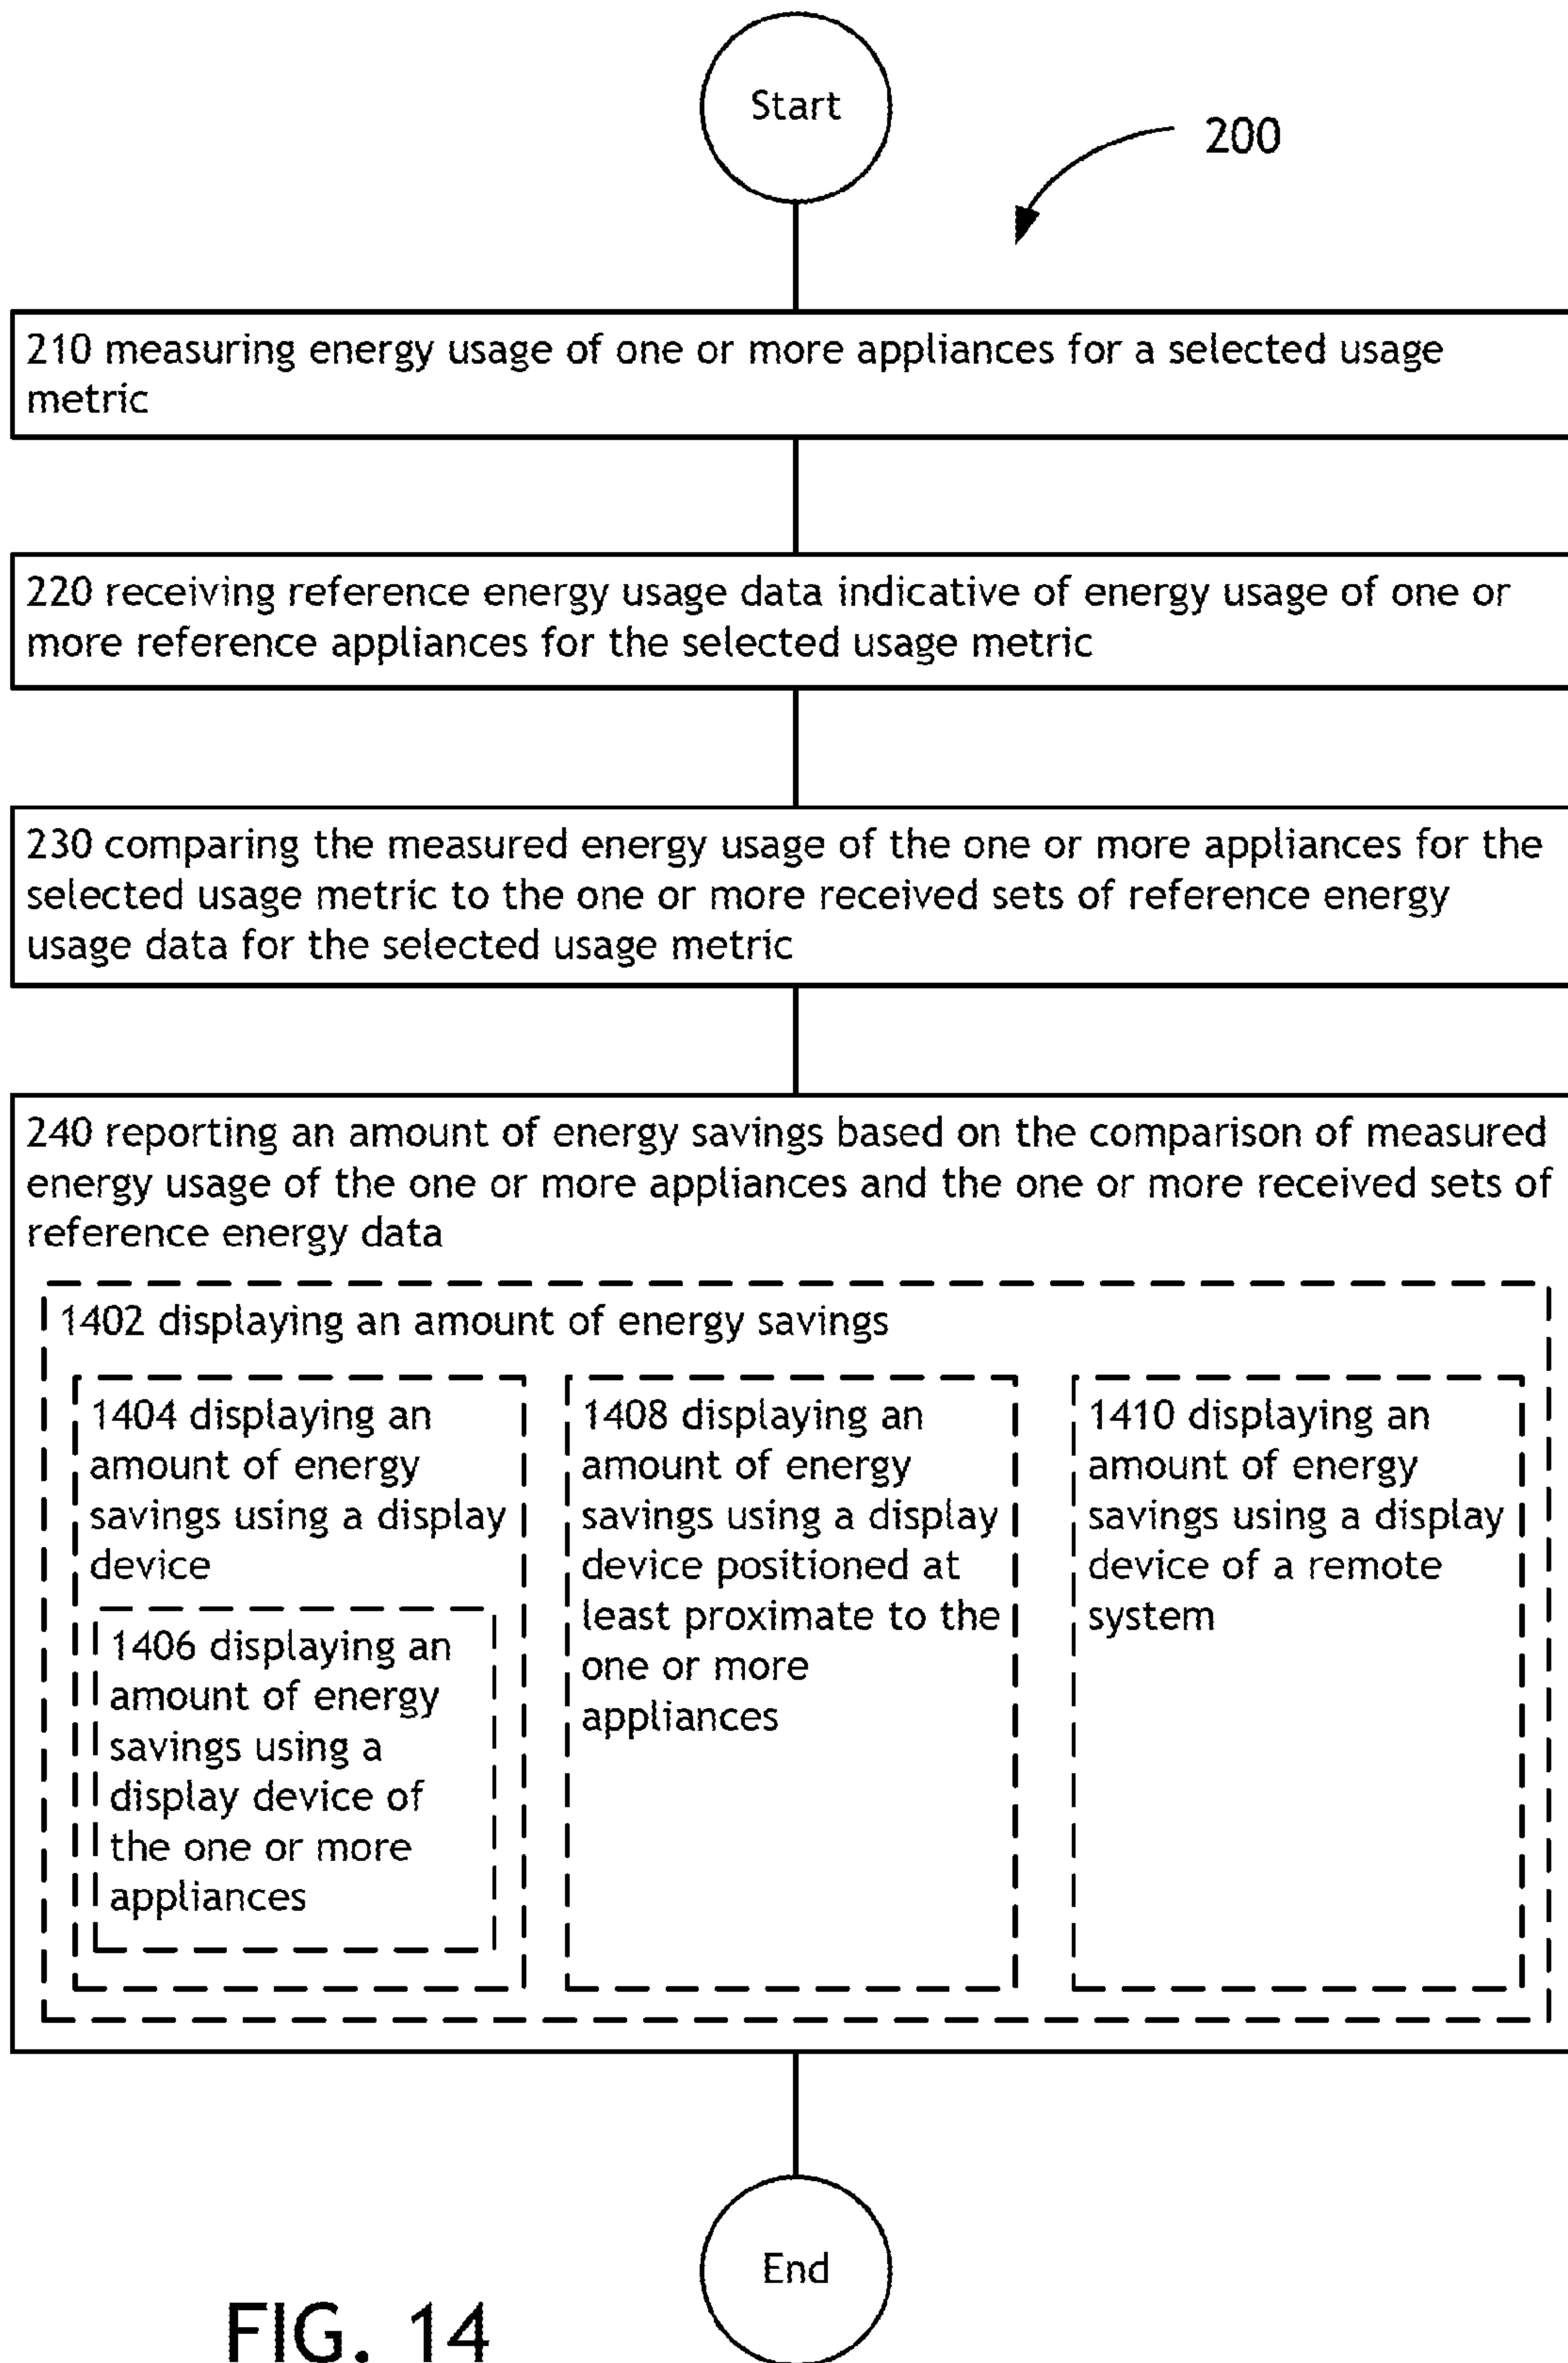 Start
200
210 measuring energy usage of one or more appliances for a selected usage
metric
220 receiving reference energy usage data indicative of energy usage of one or
more reference appliances for the selected usage metric
230 comparing the measured energy usage of the one or more appliances for the
selected usage metric to the one or more received sets of reference energy
usage data for the selected usage metric
240 reporting an amount of energy savings based on the comparison of measured
energy usage of the one or more appliances and the one or more received sets of
reference energy data
1402 displaying an amount of energy savings
1404 displaying an
amount of energy
savings using a display
device
1406 displaying an
amount of energy
savings using a
display device of
the one or more
appliances
1408 displaying an
amount of energy
savings using a display
device positioned at
least proximate to the
one or more
appliances
1410 displaying an
amount of energy
savings using a display
device of a remote
system
End
FIG. 14